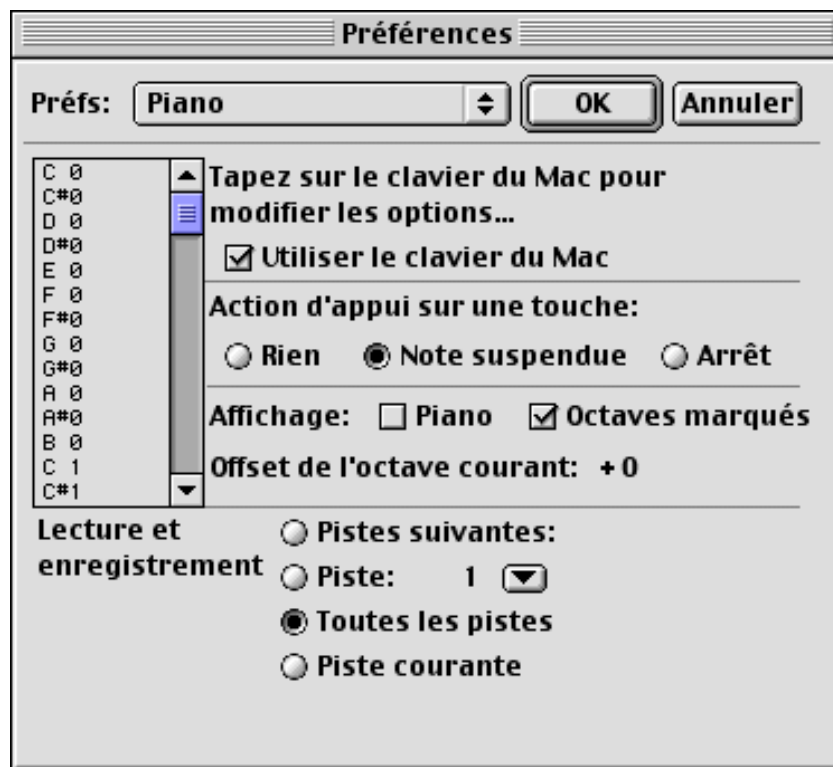 Préférences
Préfs: Piano OK Annuler
C 0
C#0
D 0
D#0
E 0
F 0
F#0
G 0
G#0
A 0
A#0
B 0
C 1
C#1
Tapez sur le clavier du Mac pour
modifier les options...
Utiliser le clavier du Mac
Action d'appui sur une touche:
Rien Note suspendue Arrêt
Affichage: Piano Octaves marqués
Offset de l'octave courant: +0
Lecture et
enregistrement
Pistes suivantes:
Piste: 1
Toutes les pistes
Piste courante